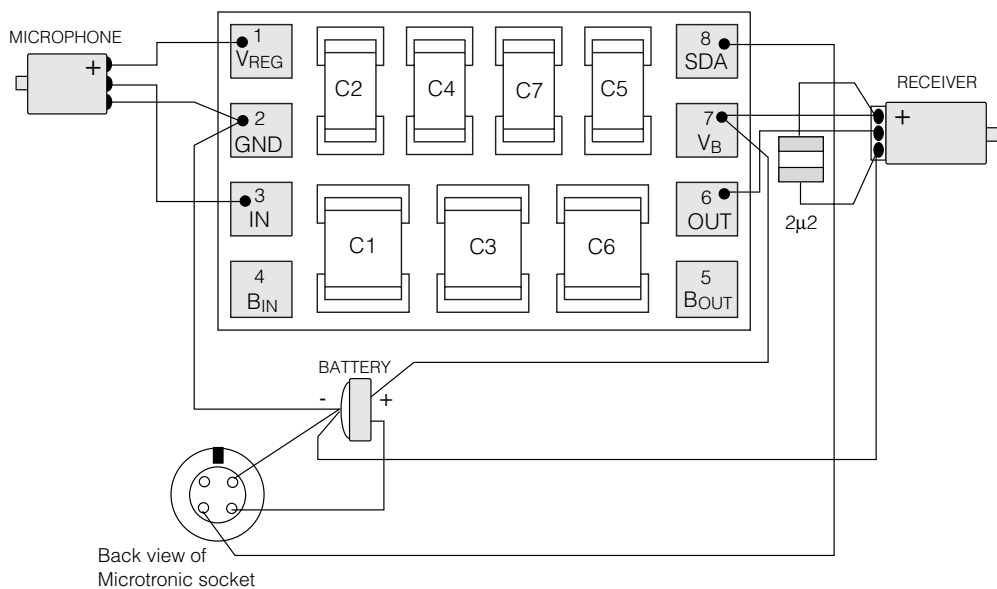 MICROPHONE
+
1
VREG
2
GND
3
IN
4
BIN
C2
C4
C7
C5
C1
C3
C6
8
SDA
7
VB
6
OUT
5
BOUT
RECEIVER
+
2μ2
BATTERY
-
+
Back view of
Microtronic socket